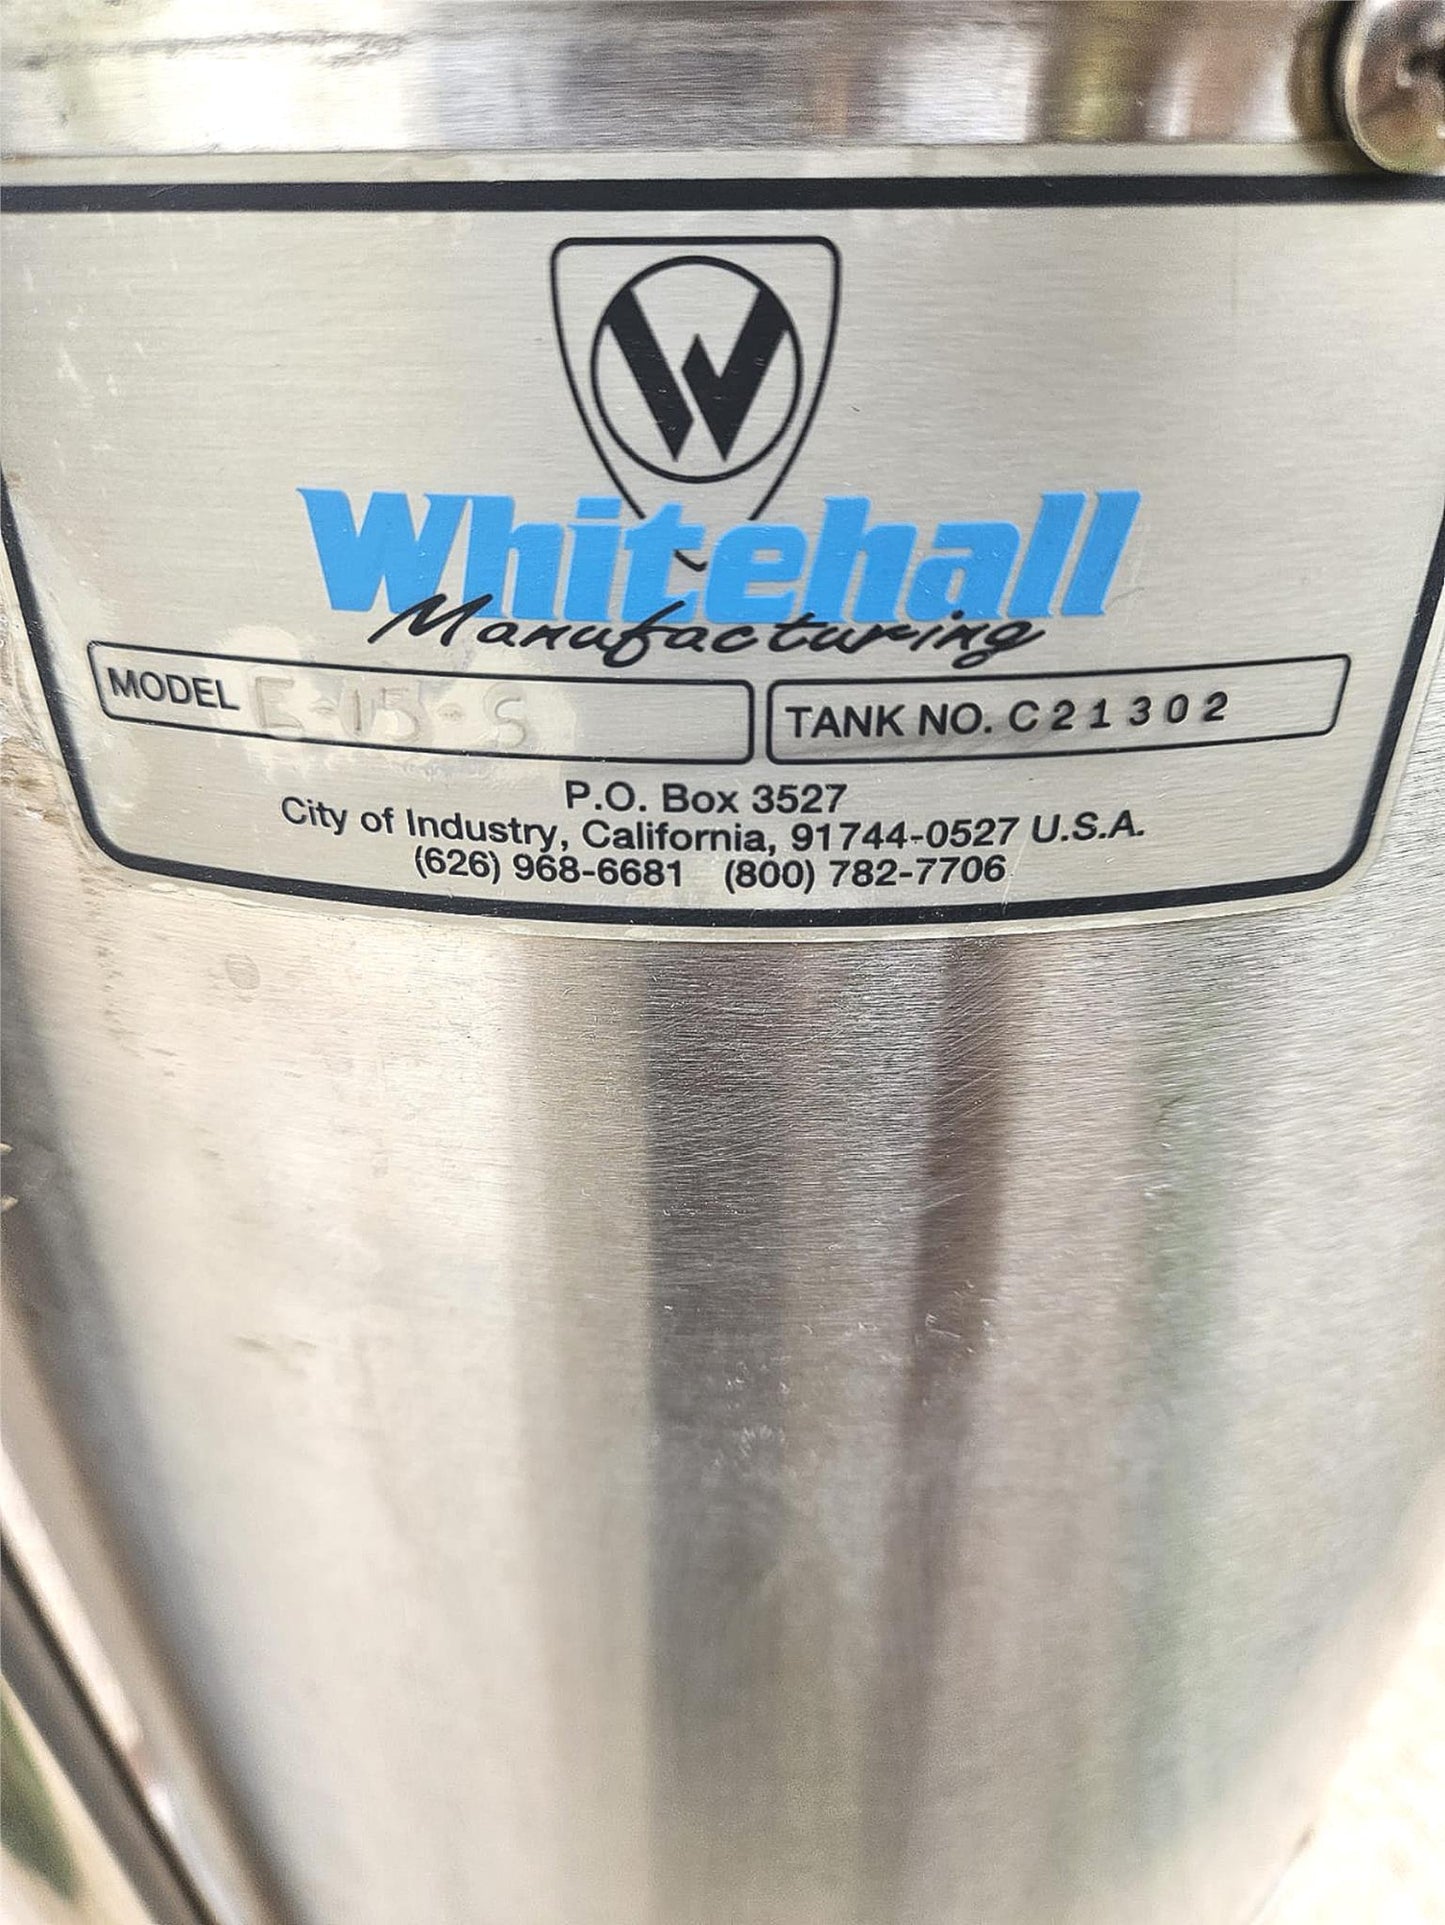 W
Whitehall
Manufacturing
MODEL E-15-S
TANK NO. C21302
P.O. Box 3527
City of Industry, California, 91744-0527 U.S.A.
(626) 968-6681 (800) 782-7706